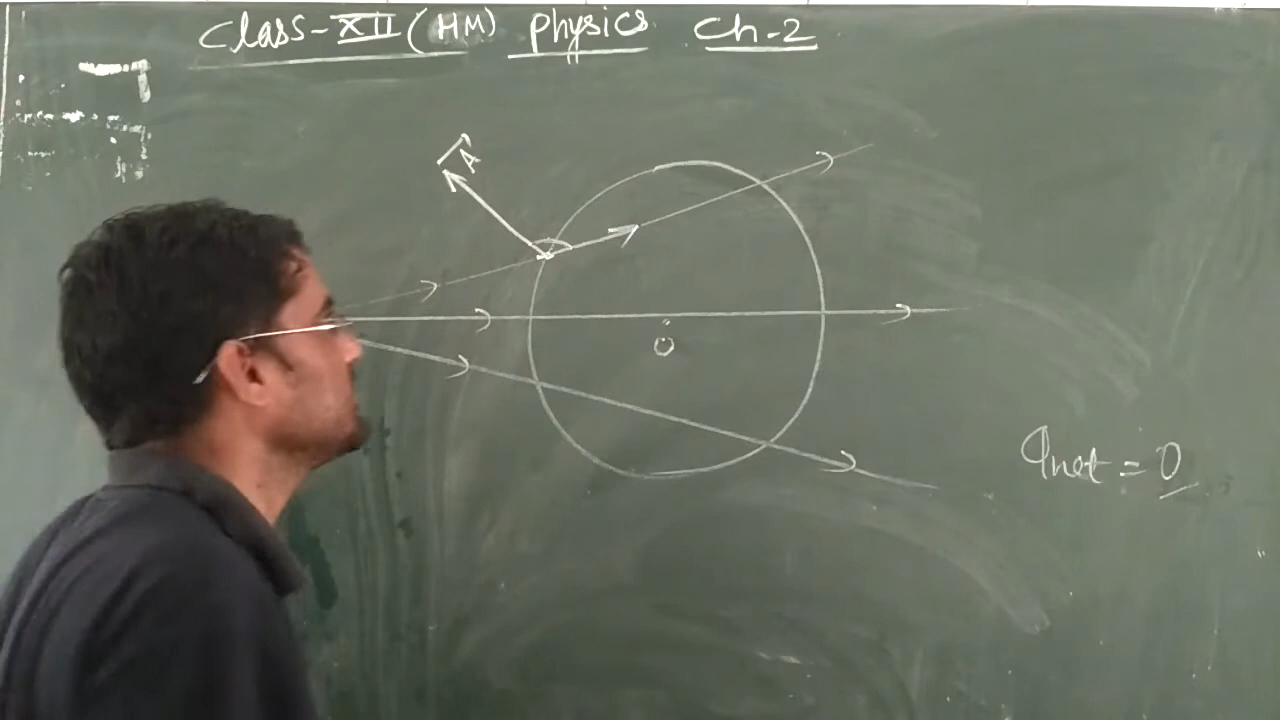 Class-XII (HM) Physics Ch-2
A
O
qnet = 0